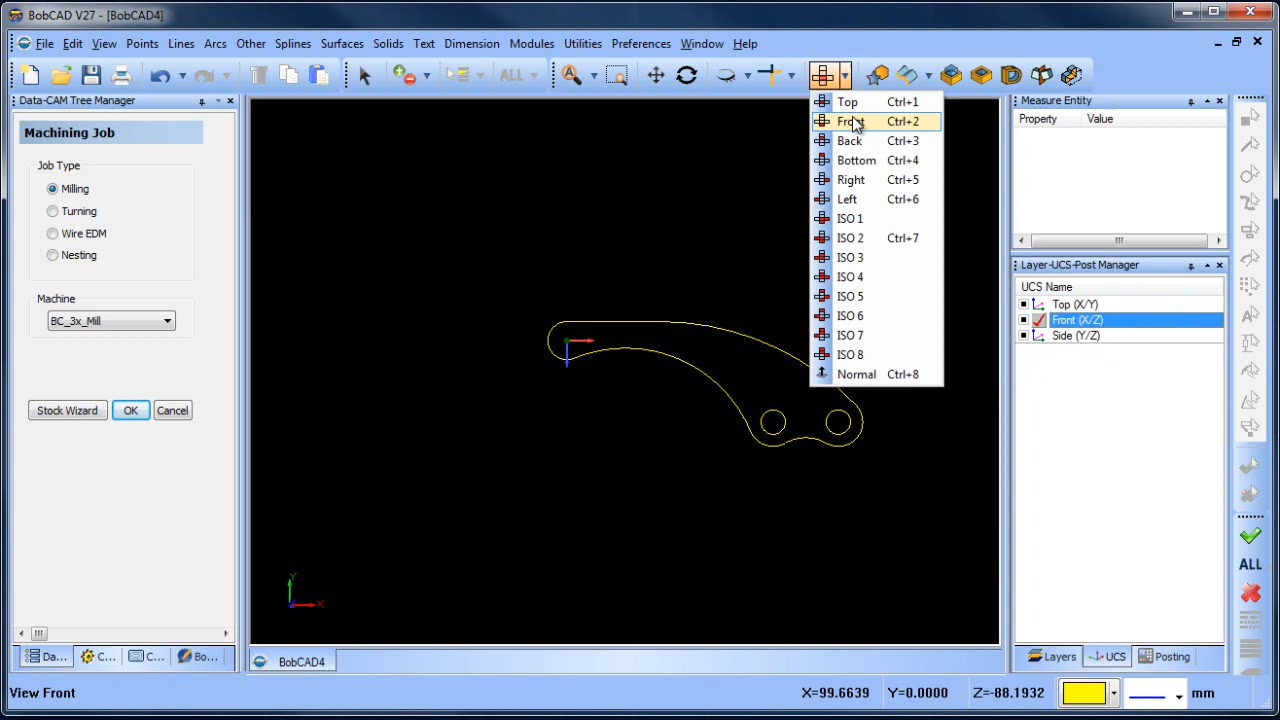 BobCAD V27 - [BobCAD4]
File Edit View Points Lines Arcs Other Splines Surfaces Solids Text Dimension Modules Utilities Preferences Window Help
ALL
Data-CAM Tree Manager
Machining Job
Job Type
Milling
Turning
Wire EDM
Nesting
Machine
BC_3x_Mill
Stock Wizard OK Cancel
Da... C... C... Bo...
Top Ctrl+1
Front Ctrl+2
Back Ctrl+3
Bottom Ctrl+4
Right Ctrl+5
Left Ctrl+6
ISO 1
ISO 2 Ctrl+7
ISO 3
ISO 4
ISO 5
ISO 6
ISO 7
ISO 8
Normal Ctrl+8
Y
X
BobCAD4
Measure Entity
Property Value
Layer-UCS-Post Manager
UCS Name
Top (X/Y)
Front (X/Z)
Side (Y/Z)
Layers UCS Posting
ALL
View Front
X=99.6639 Y=0.0000 Z=-88.1932 mm